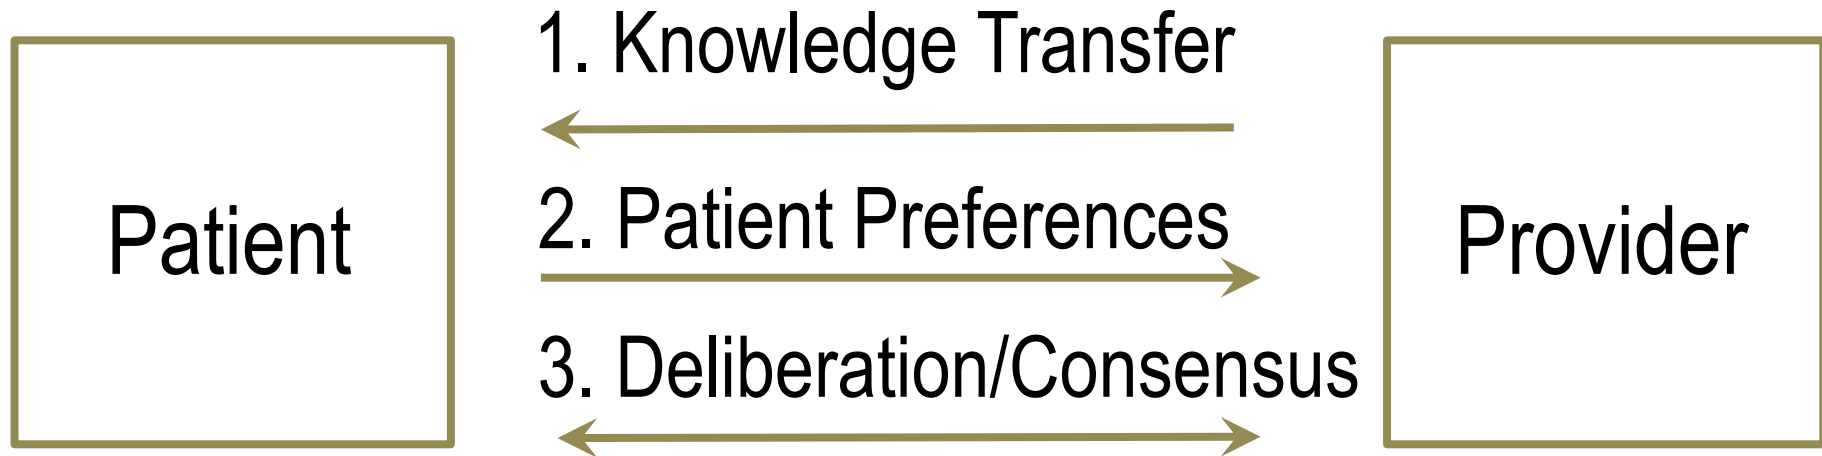 1. Knowledge Transfer
Patient
2. Patient Preferences
Provider
3. Deliberation/Consensus